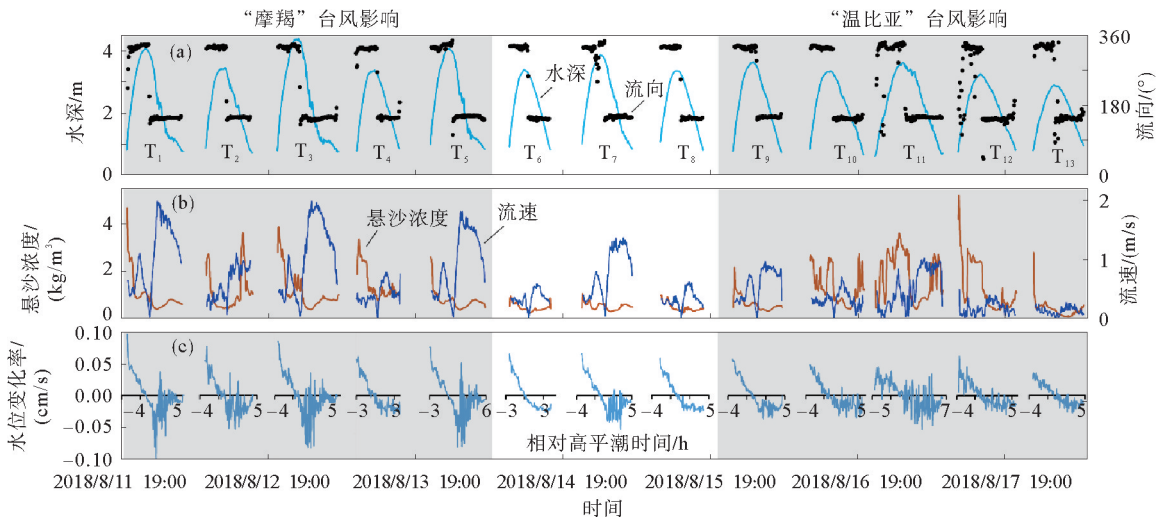 “摩羯”台风影响 “温比亚”台风影响
(a)
水深/m
4
2
0
水深
流向
T1 T2 T3 T4 T5 T6 T7 T8 T9 T10 T11 T12 T13
360
180
0
流向/(°)
(b)
悬沙浓度/
(kg/m³)
4
2
0
悬沙浓度
流速
2
1
0
流速/(m/s)
(c)
水位变化率/
(cm/s)
0.10
0.05
0.00
−0.05
−0.10
−4 5 −4 5 −4 5 −3 3 −3 6 −3 3 −4 5 −4 5 −4 5 −4 4 −5 7 −4 5 −4 4
相对高平潮时间/h
2018/8/11 19:00 2018/8/12 19:00 2018/8/13 19:00 2018/8/14 19:00 2018/8/15 19:00 2018/8/16 19:00 2018/8/17 19:00
时间